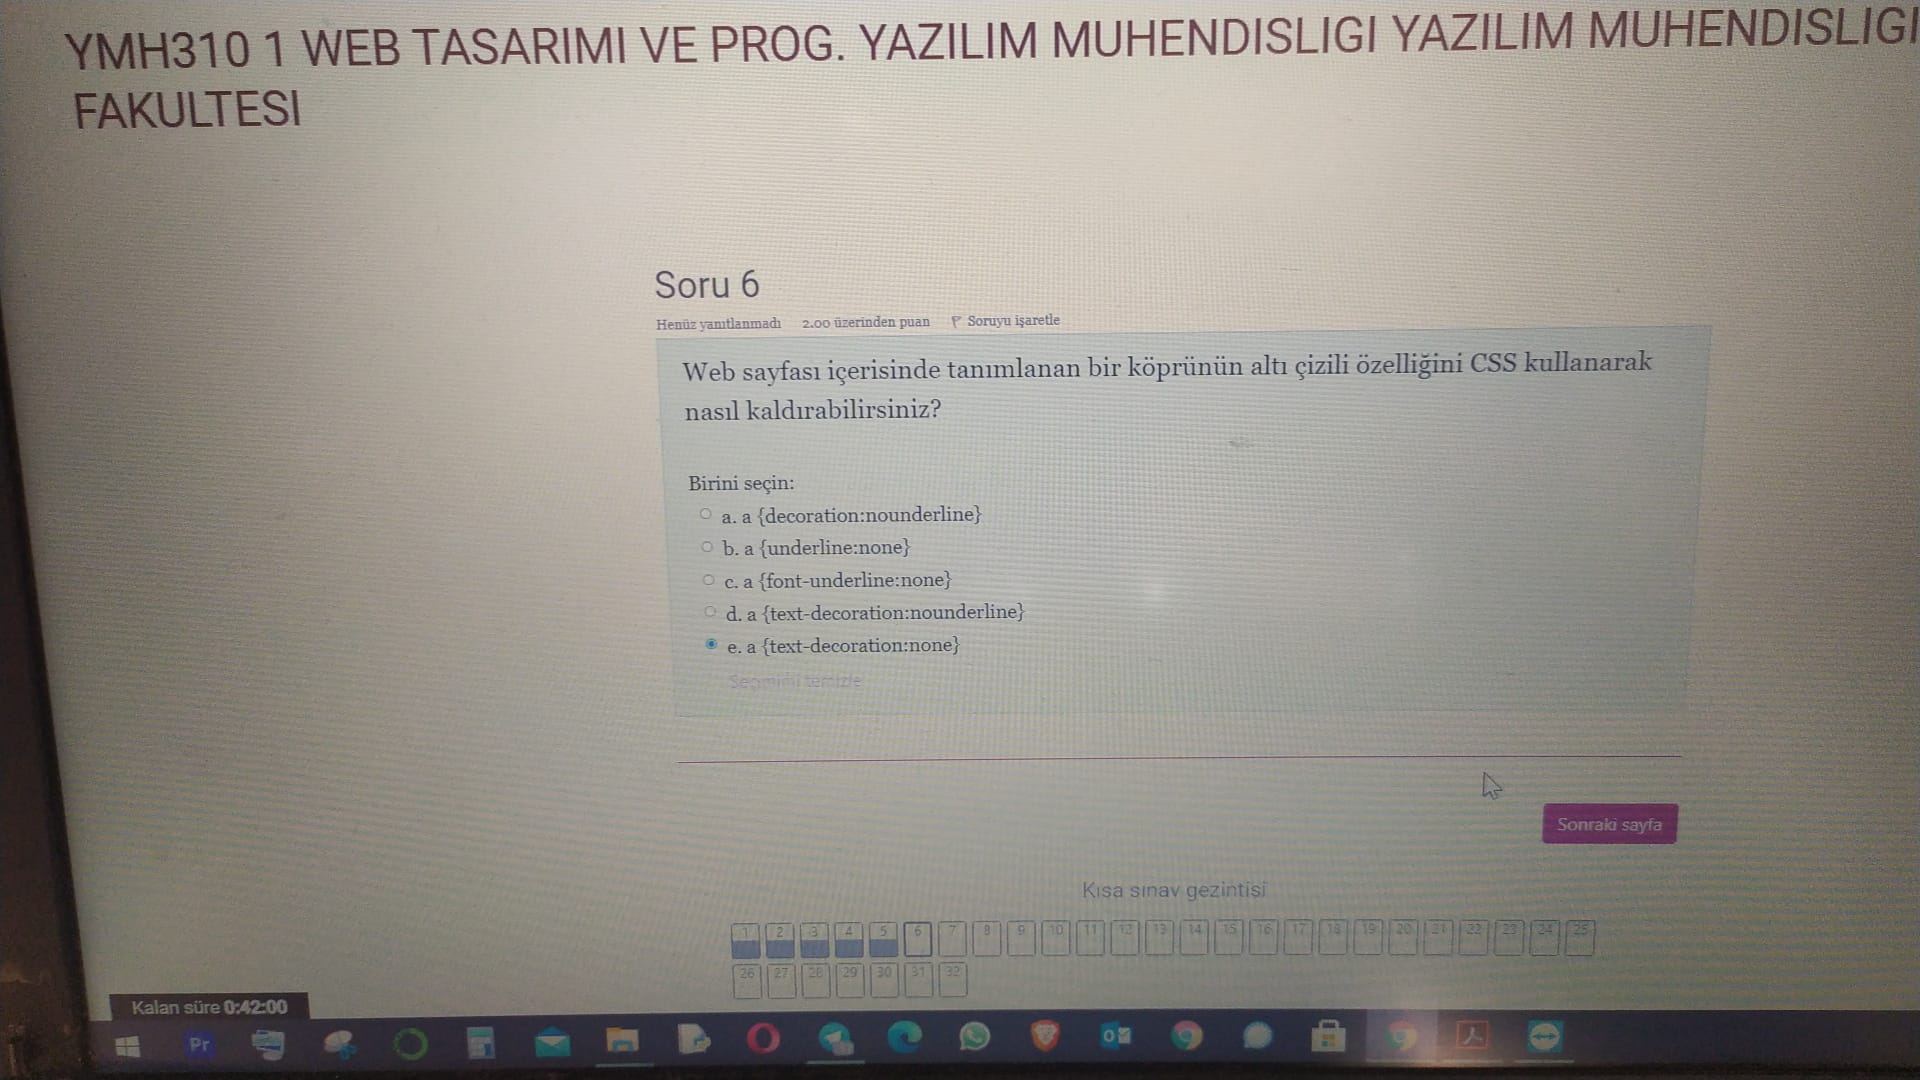 YMH310 1 WEB TASARIMI VE PROG. YAZILIM MUHENDISLIGI YAZILIM MUHENDISLIGI
FAKULTESI
Soru 6
Henüz yanıtlanmadı 2.00 üzerinden puan Soruyu işaretle
Web sayfası içerisinde tanımlanan bir köprünün altı çizili özelliğini CSS kullanarak
nasıl kaldırabilirsiniz?
Birini seçin:
a. a {decoration:nounderline}
b. a {underline:none}
c. a {font-underline:none}
d. a {text-decoration:nounderline}
e. a {text-decoration:none}
Seçimimi temizle
Sonraki sayfa
Kısa sınav gezintisi
1 2 3 4 5 6 7 8 9 10 11 12 13 14 15 16 17 18 19 20 21 22 23 24 25
26 27 28 29 30 31 32
Kalan süre 0:42:00
Pr